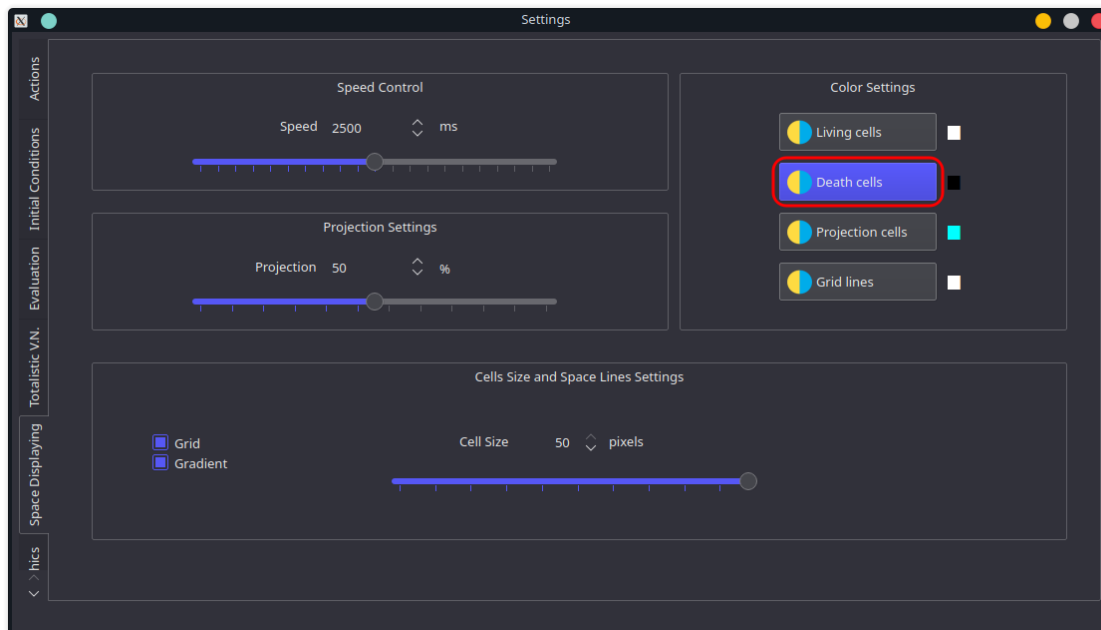 Settings
Actions
Initial Conditions
Evaluation
Totalistic V.N.
Space Displaying
hics
Speed Control
Speed 2500 ms
Projection Settings
Projection 50 %
Color Settings
Living cells
Death cells
Projection cells
Grid lines
Cells Size and Space Lines Settings
Grid
Gradient
Cell Size 50 pixels